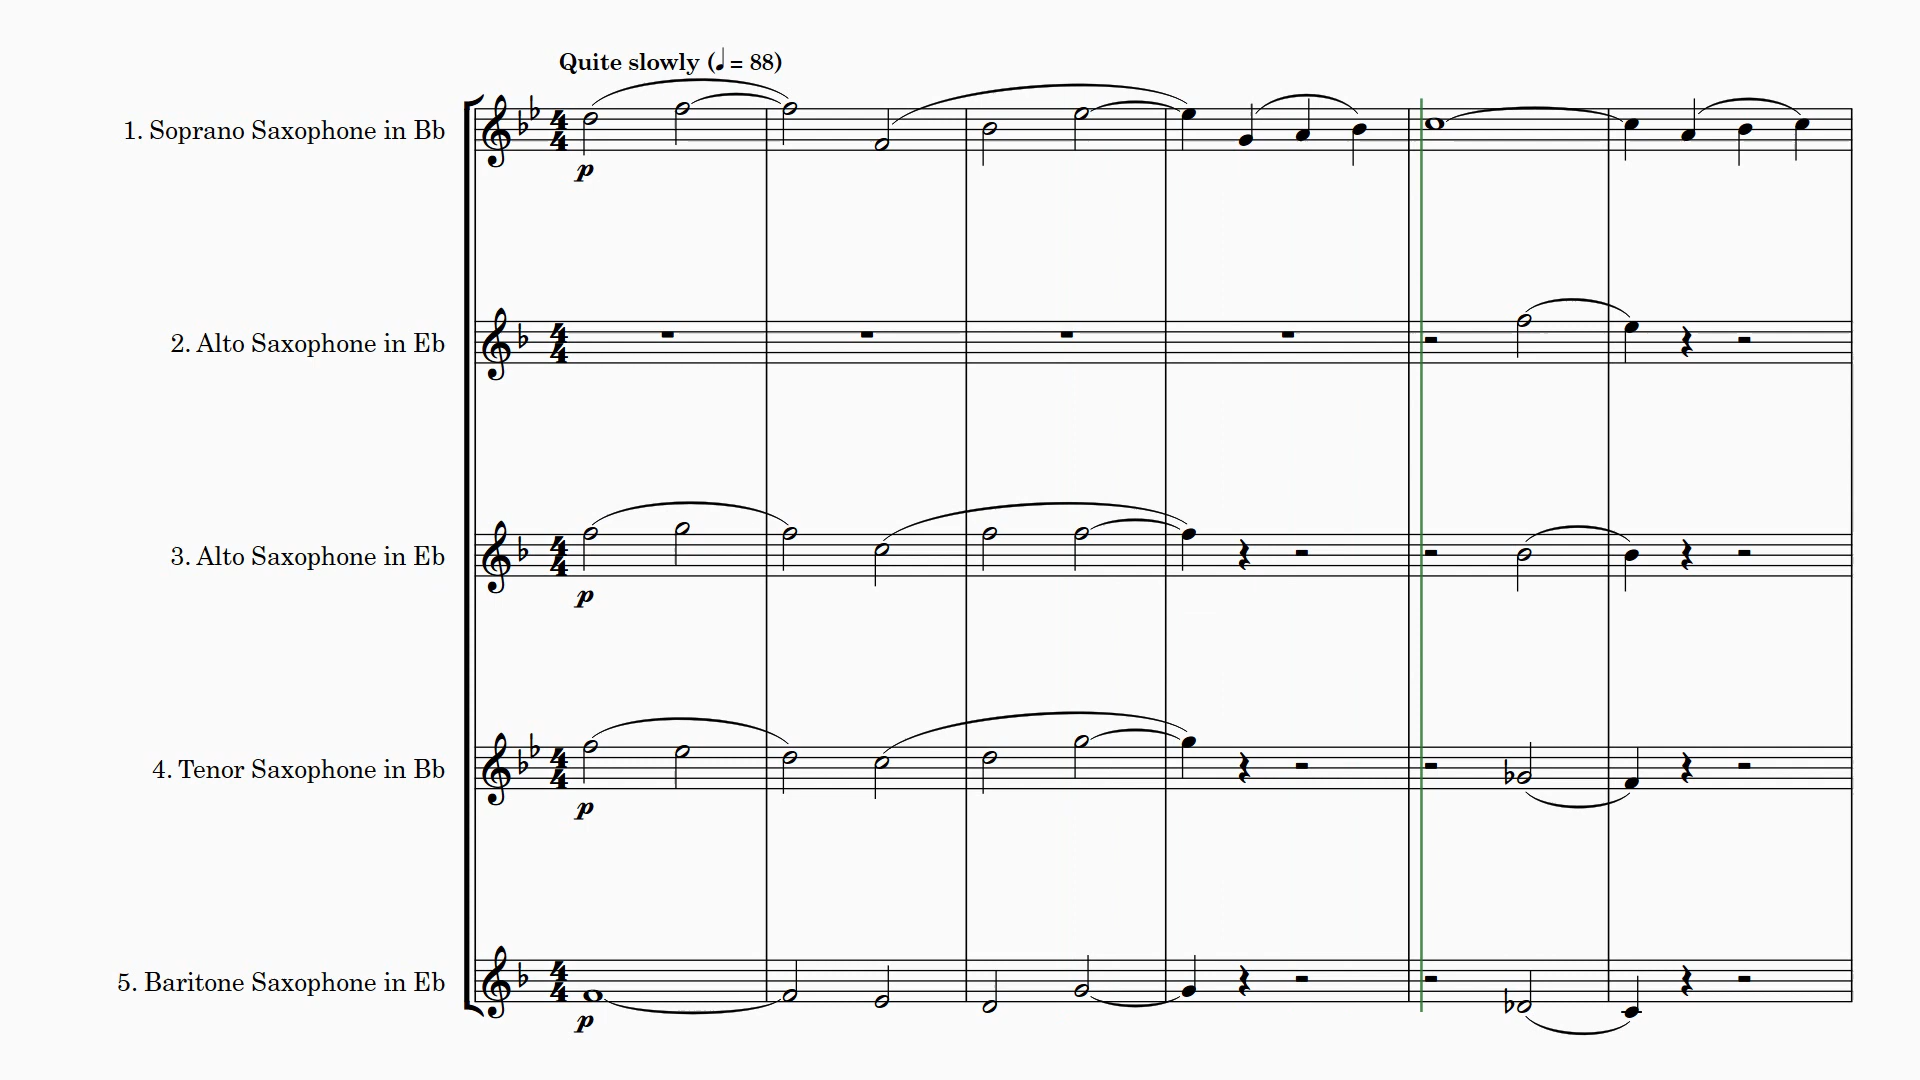 Quite slowly (♩ = 88)
1. Soprano Saxophone in Bb
p
2. Alto Saxophone in Eb
3. Alto Saxophone in Eb
p
4. Tenor Saxophone in Bb
p
5. Baritone Saxophone in Eb
p